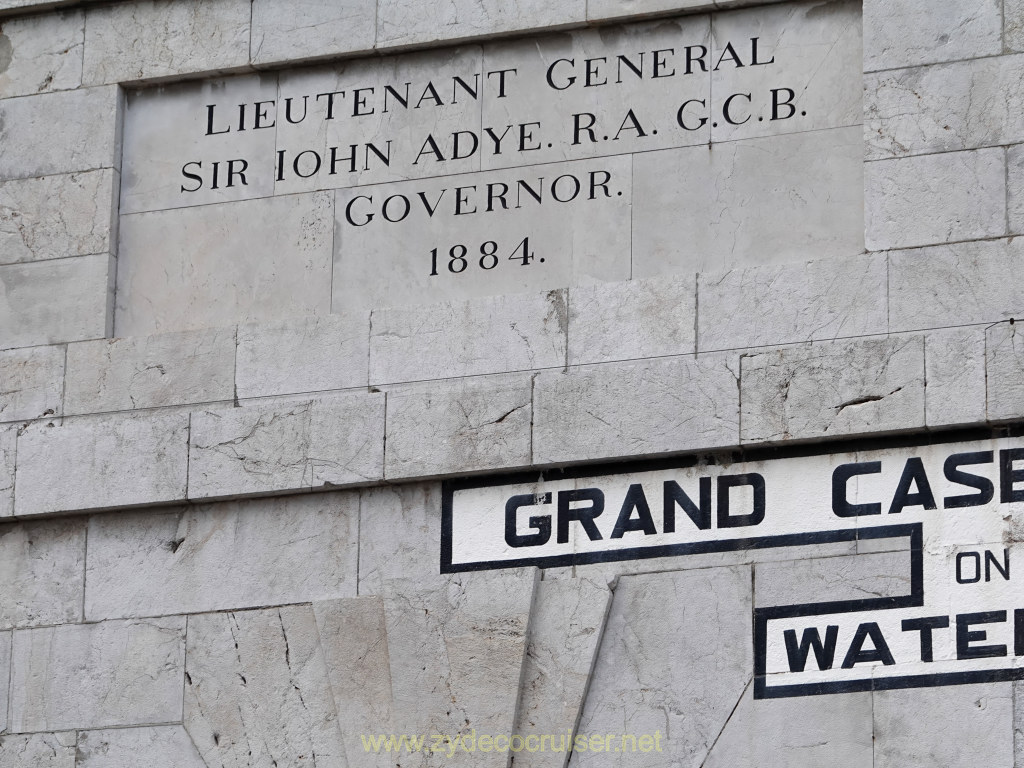 LIEUTENANT GENERAL
SIR IOHN ADYE. R.A. G.C.B.
GOVERNOR.
1884.
GRAND CASE
ON
WATE
www.zydecocruiser.net